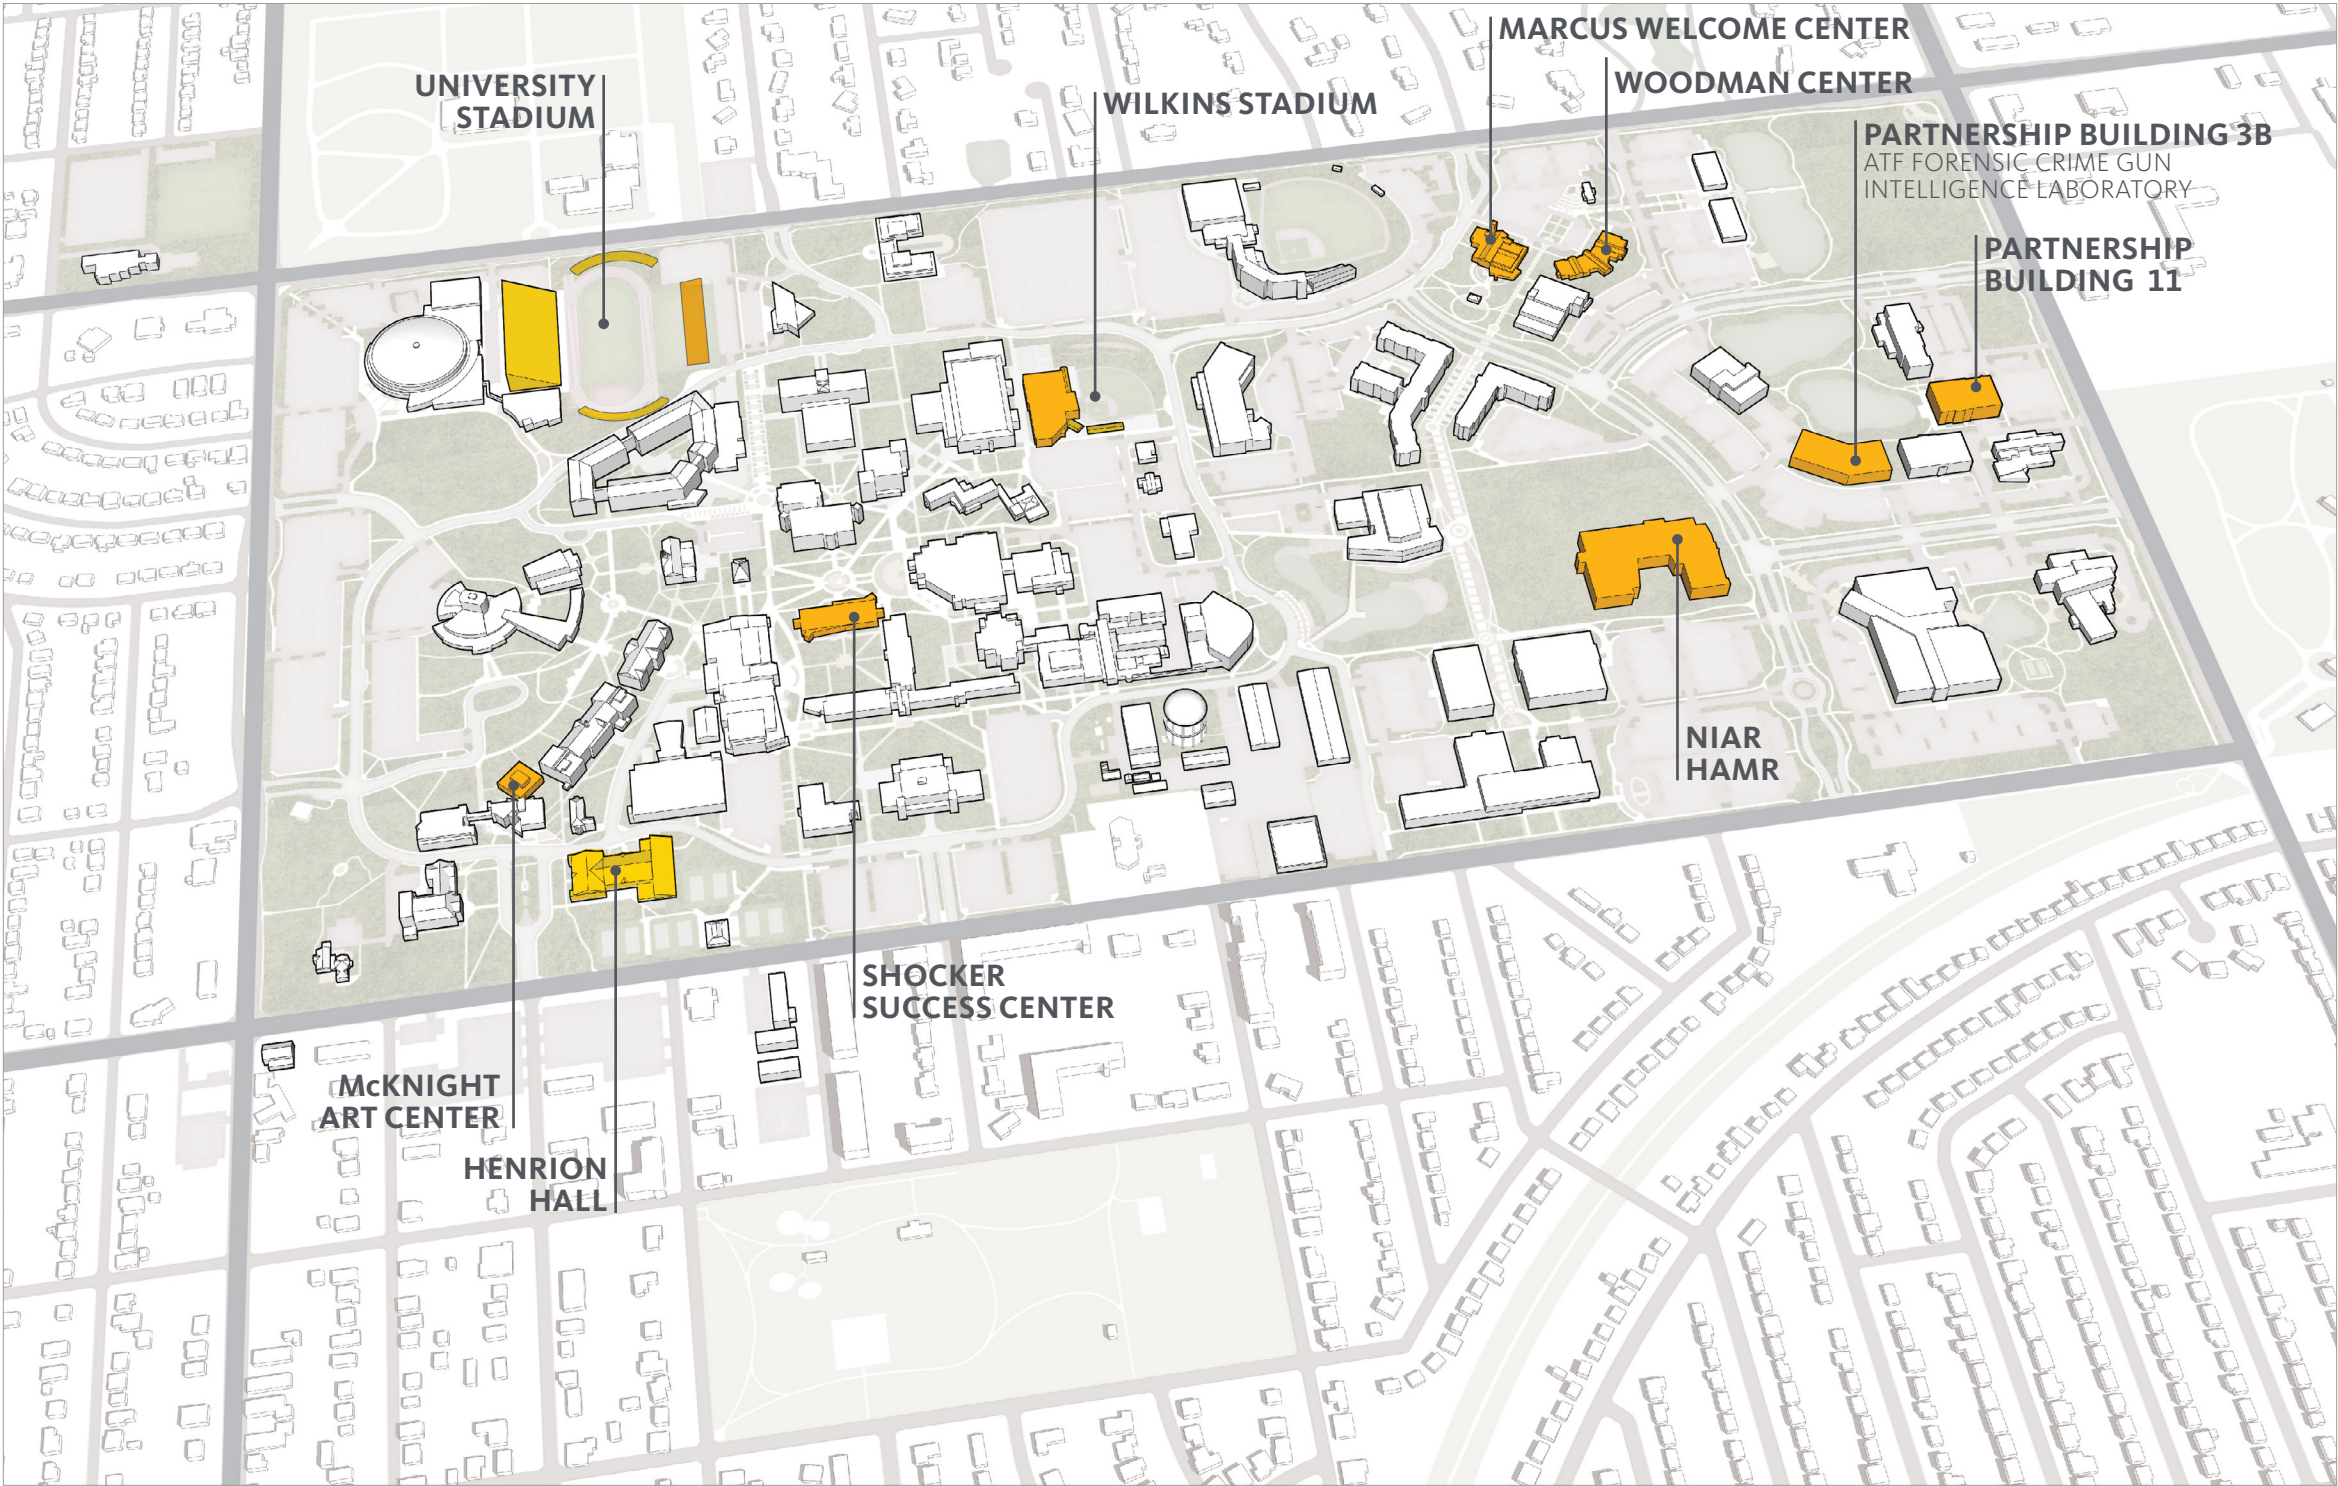 MARCUS WELCOME CENTER
UNIVERSITY
STADIUM
WOODMAN CENTER
WILKINS STADIUM
PARTNERSHIP BUILDING 3B
ATF FORENSIC CRIME GUN
INTELLIGENCE LABORATORY
PARTNERSHIP
BUILDING 11
NIAR
HAMR
SHOCKER
SUCCESS CENTER
McKNIGHT
ART CENTER
HENRION
HALL